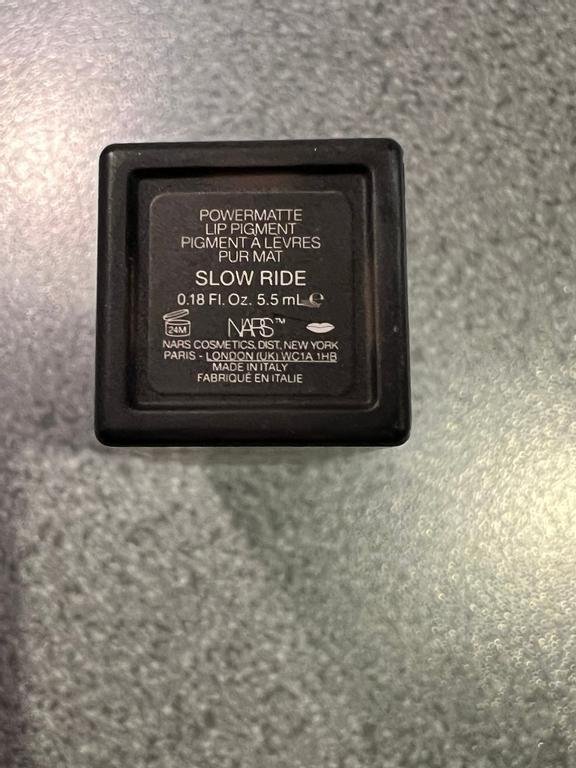 POWERMATTE
LIP PIGMENT
PIGMENT À LÈVRES
PUR MAT
SLOW RIDE
0.18 Fl. Oz. 5.5 mL ℮
24M
NARS™
NARS COSMETICS, DIST. NEW YORK
PARIS - LONDON (UK) WC1A 1HB
MADE IN ITALY
FABRIQUÉ EN ITALIE